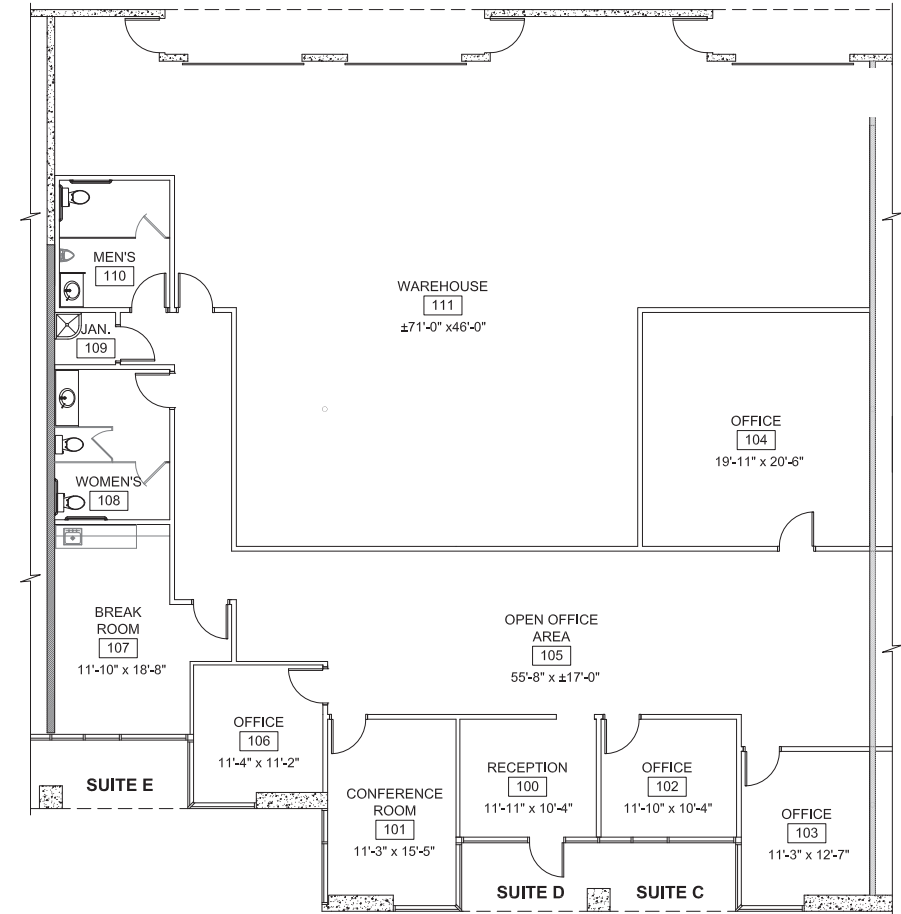 MEN'S
110
WAREHOUSE
111
±71'-0" x46'-0"
JAN.
109
OFFICE
104
19'-11" x 20'-6"
WOMEN'S
108
BREAK
ROOM
107
11'-10" x 18'-8"
OPEN OFFICE
AREA
105
55'-8" x ±17'-0"
OFFICE
106
11'-4" x 11'-2"
SUITE E
CONFERENCE
ROOM
101
11'-3" x 15'-5"
RECEPTION
100
11'-11" x 10'-4"
OFFICE
102
11'-10" x 10'-4"
OFFICE
103
11'-3" x 12'-7"
SUITE D
SUITE C